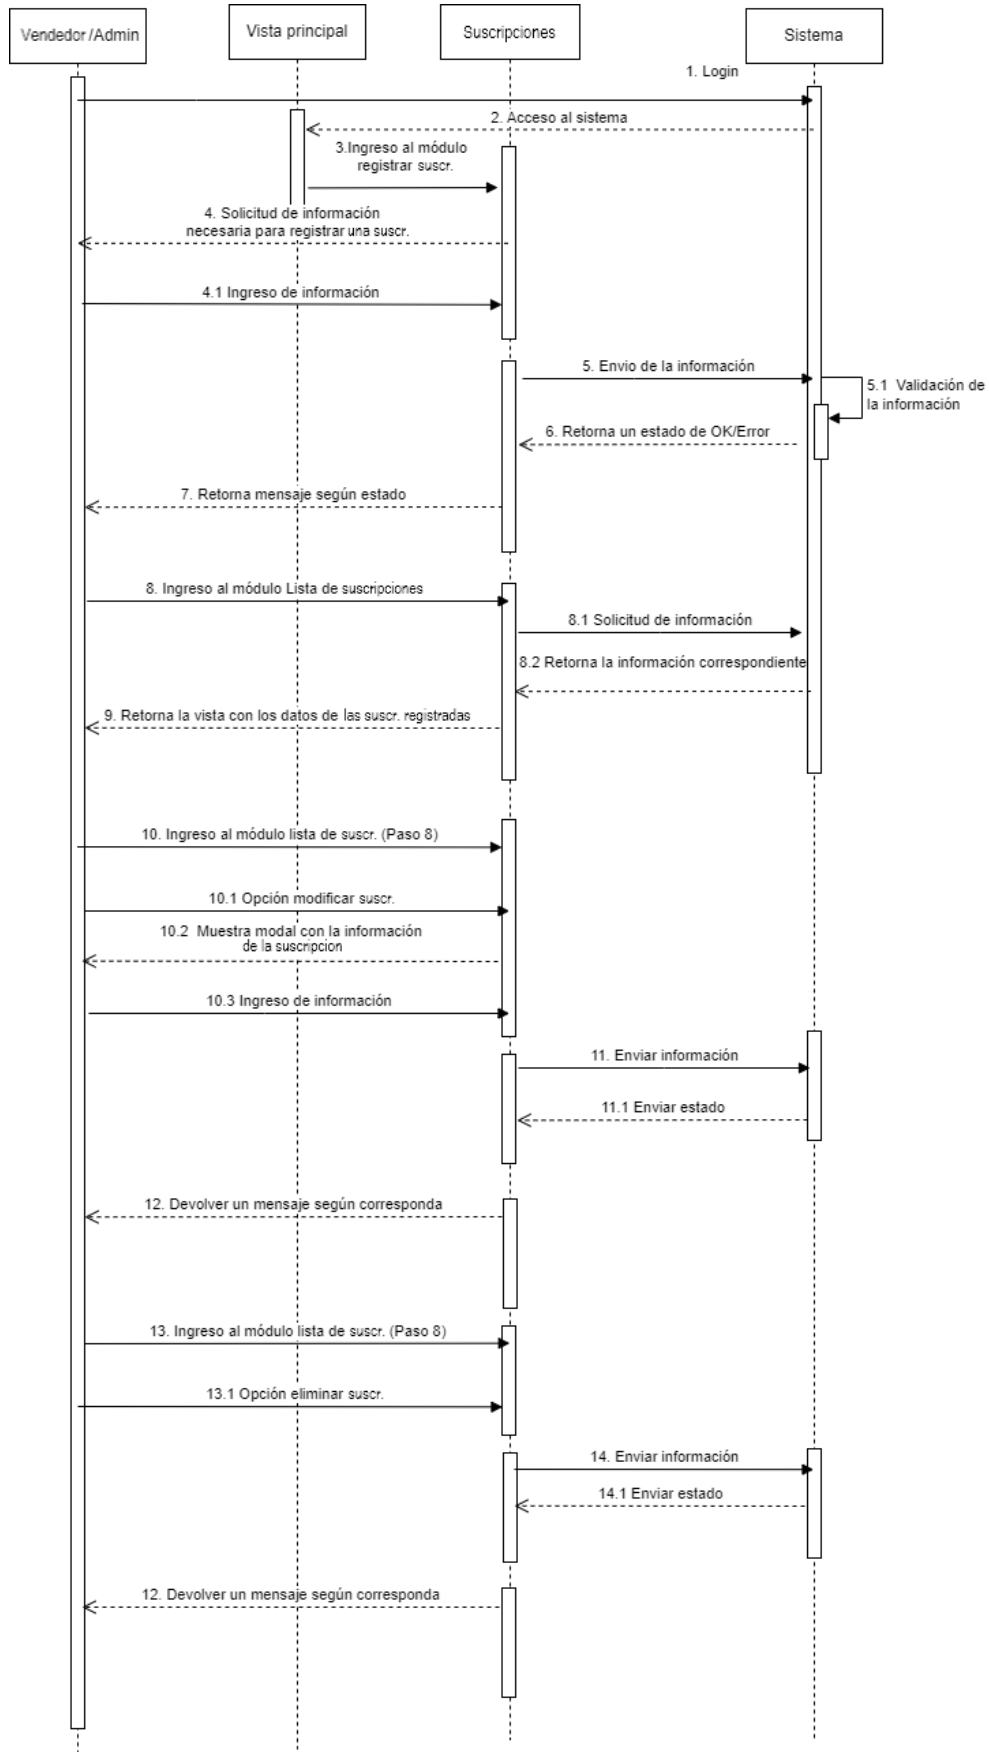 Vendedor /Admin
Vista principal
Suscripciones
Sistema
1. Login
2. Acceso al sistema
3.Ingreso al módulo
registrar suscr.
4. Solicitud de información
necesaria para registrar una suscr.
4.1 Ingreso de información
5. Envio de la información
5.1 Validación de
la información
6. Retorna un estado de OK/Error
7. Retorna mensaje según estado
8. Ingreso al módulo Lista de suscripciones
8.1 Solicitud de información
8.2 Retorna la información correspondiente
9. Retorna la vista con los datos de las suscr. registradas
10. Ingreso al módulo lista de suscr. (Paso 8)
10.1 Opción modificar suscr.
10.2 Muestra modal con la información
de la suscripcion
10.3 Ingreso de información
11. Enviar información
11.1 Enviar estado
12. Devolver un mensaje según corresponda
13. Ingreso al módulo lista de suscr. (Paso 8)
13.1 Opción eliminar suscr.
14. Enviar información
14.1 Enviar estado
12. Devolver un mensaje según corresponda